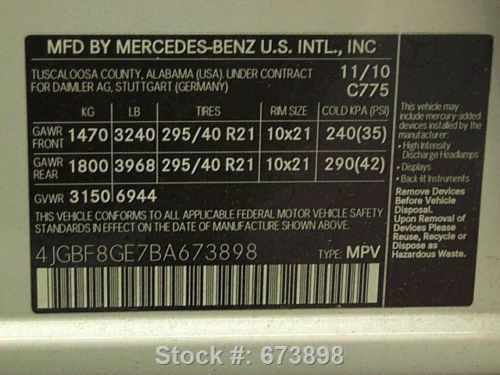 MFD BY MERCEDES-BENZ U.S. INTL., INC
TUSCALOOSA COUNTY, ALABAMA (USA). UNDER CONTRACT
FOR DAIMLER AG, STUTTGART (GERMANY)
11/10
C775
KG LB TIRES RIM SIZE COLD KPA (PSI)
GAWR FRONT 1470 3240 295/40 R21 10x21 240(35)
GAWR REAR 1800 3968 295/40 R21 10x21 290(42)
GVWR 3150 6944
THIS VEHICLE CONFORMS TO ALL APPLICABLE FEDERAL MOTOR VEHICLE
STANDARDS IN EFFECT ON THE DATE OF MANUFACTURE SHOWN ABOVE.
4JGBF8GE7BA673898 TYPE: MPV
This vehicle may
include mercury-added
devices installed by the
manufacturer:
• High Intensity
Discharge Headlamps
• Displays
• Back-lit Instruments
Remove Devices
Before Vehicle
Disposal.
Upon Removal of
Devices Please
Reuse, Recycle
or Dispose as
Hazardous Waste.
Stock #: 673898